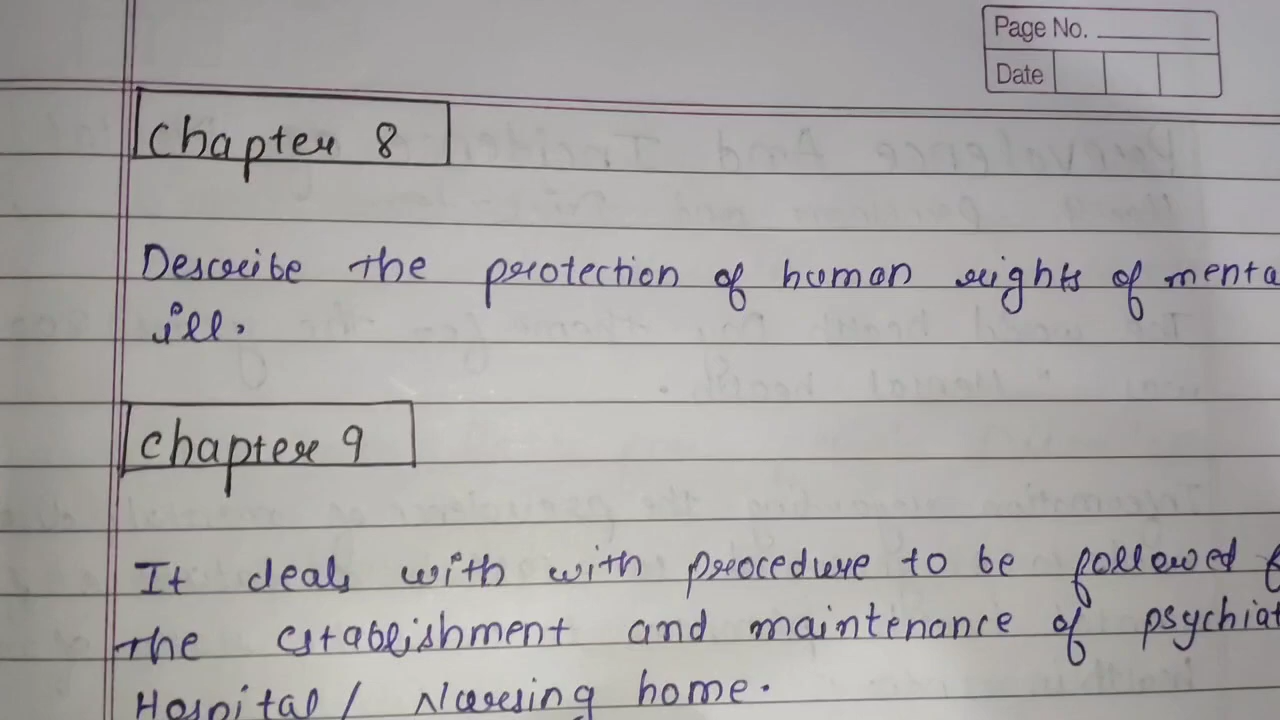 Page No.
Date
Chapter 8
Describe the protection of human rights of menta
ill.
Chapter 9
It deals with with procedure to be followed f
the establishment and maintenance of psychiat
Hospital / Nuresing home.